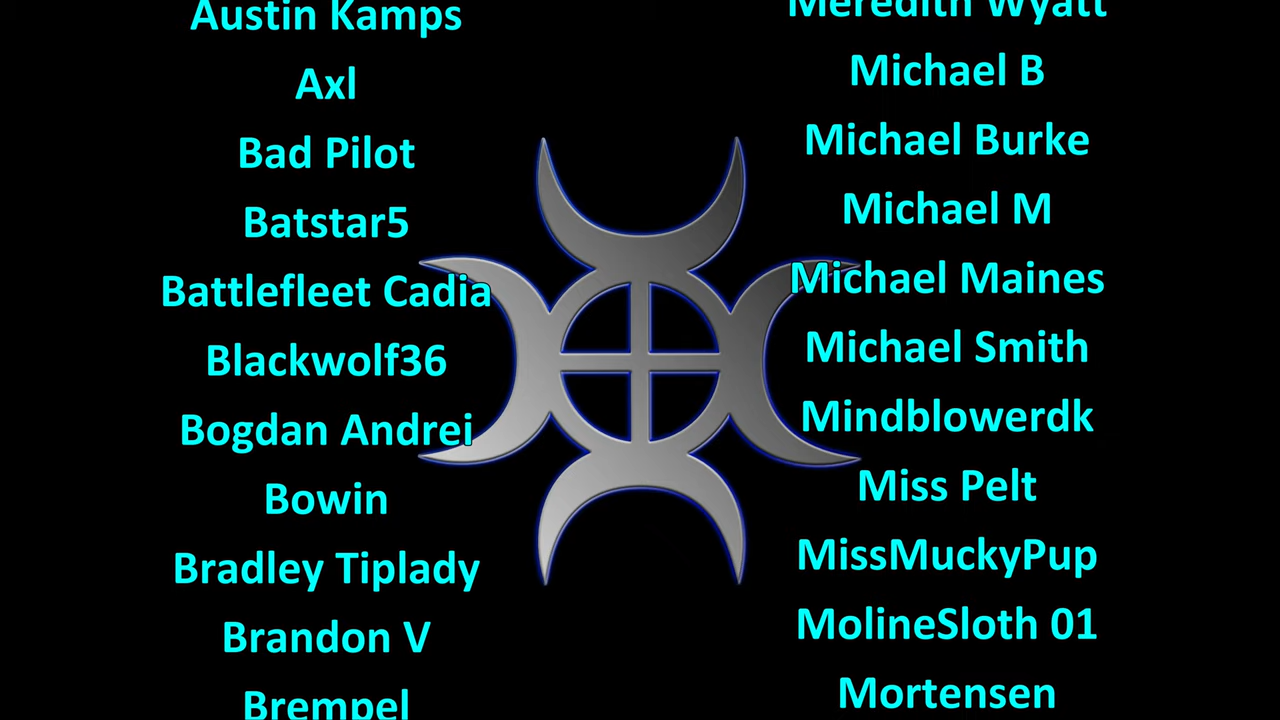 Austin Kamps
Axl
Bad Pilot
Batstar5
Battlefleet Cadia
Blackwolf36
Bogdan Andrei
Bowin
Bradley Tiplady
Brandon V
Brempel
Meredith Wyatt
Michael B
Michael Burke
Michael M
Michael Maines
Michael Smith
Mindblowerdk
Miss Pelt
MissMuckyPup
MolineSloth 01
Mortensen